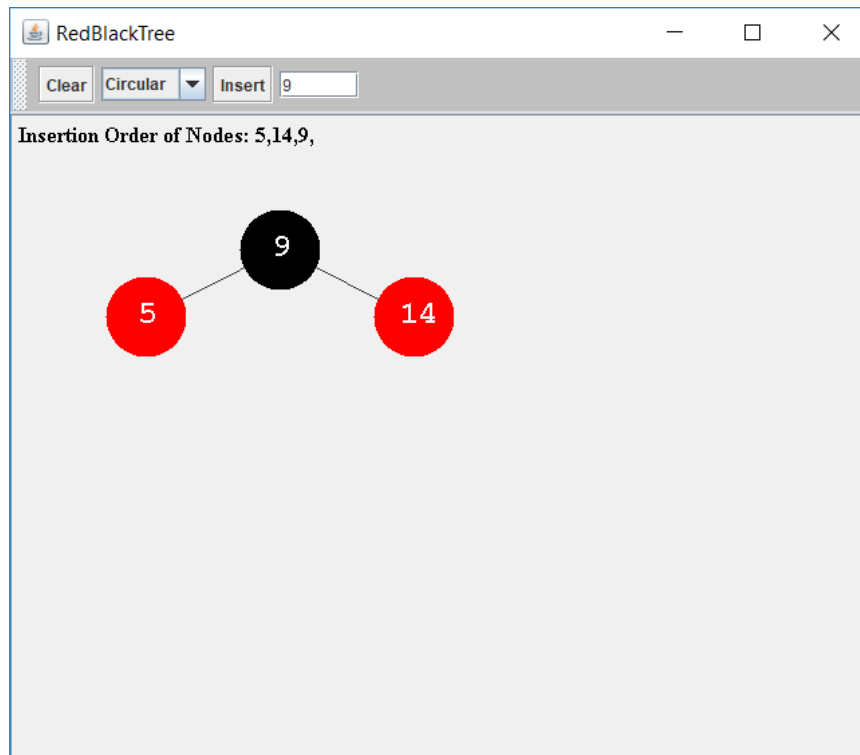 RedBlackTree
Clear Circular Insert 9
Insertion Order of Nodes: 5,14,9,
9
5 14